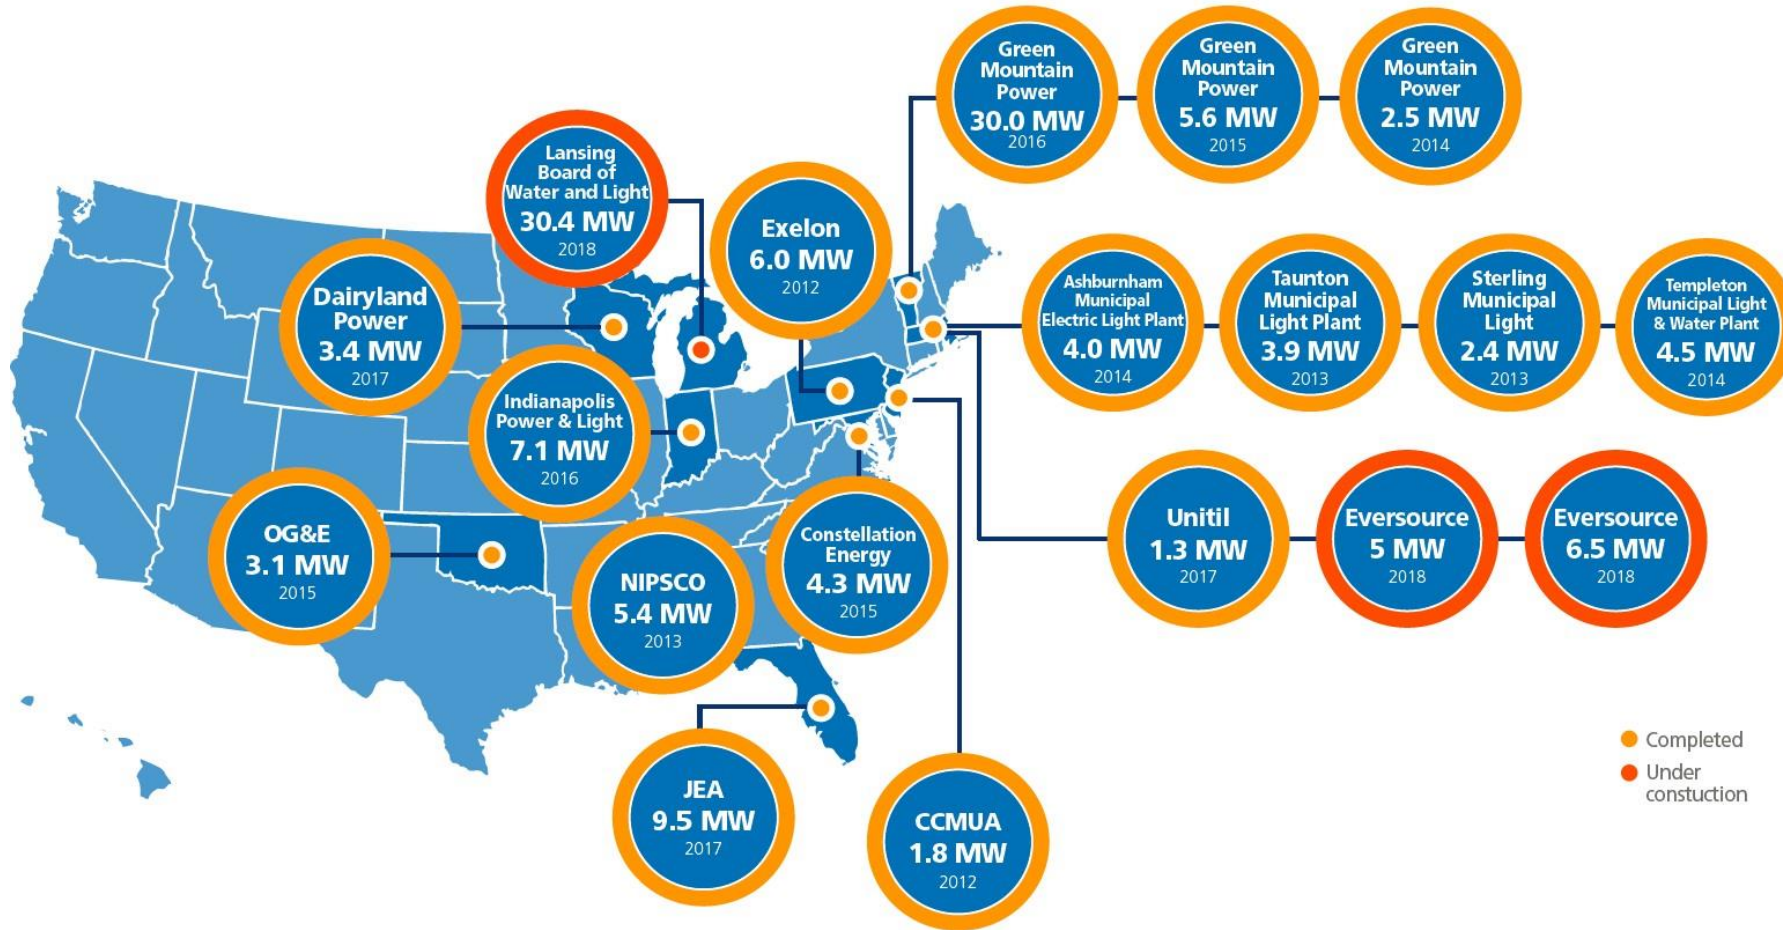 Green
Mountain
Power
30.0 MW
2016
Green
Mountain
Power
5.6 MW
2015
Green
Mountain
Power
2.5 MW
2014
Lansing
Board of
Water and Light
30.4 MW
2018
Exelon
6.0 MW
2012
Dairyland
Power
3.4 MW
2017
Ashburnham
Municipal
Electric Light Plant
4.0 MW
2014
Taunton
Municipal
Light Plant
3.9 MW
2013
Sterling
Municipal
Light
2.4 MW
2013
Templeton
Municipal Light
& Water Plant
4.5 MW
2014
Indianapolis
Power & Light
7.1 MW
2016
OG&E
3.1 MW
2015
NIPSCO
5.4 MW
2013
Constellation
Energy
4.3 MW
2015
Unitil
1.3 MW
2017
Eversource
5 MW
2018
Eversource
6.5 MW
2018
JEA
9.5 MW
2017
CCMUA
1.8 MW
2012
Completed
Under
constuction